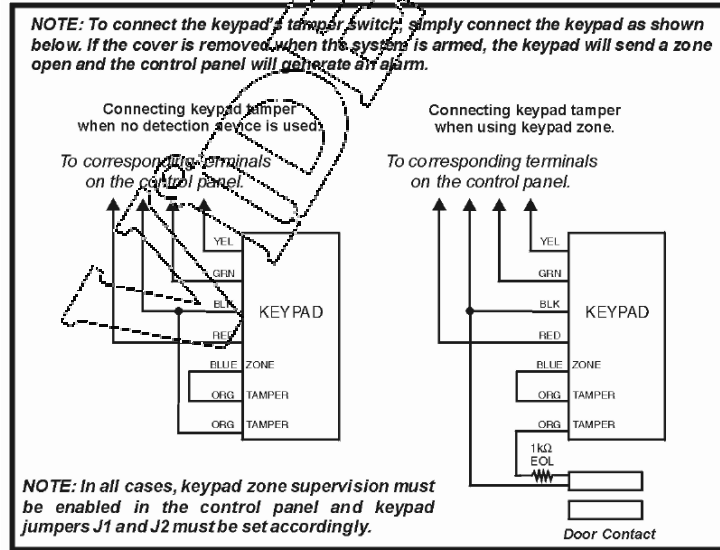 NOTE: To connect the keypad's tamper switch, simply connect the keypad as shown
below. If the cover is removed when the system is armed, the keypad will send a zone
open and the control panel will generate an alarm.
Connecting keypad tamper
when no detection device is used.
To corresponding terminals
on the control panel.
YEL
GRN
BLK
RED
BLUE ZONE
ORG TAMPER
ORG TAMPER
KEYPAD
Connecting keypad tamper
when using keypad zone.
To corresponding terminals
on the control panel.
YEL
GRN
BLK
RED
BLUE ZONE
ORG TAMPER
ORG TAMPER
KEYPAD
1kΩ
EOL
Door Contact
NOTE: In all cases, keypad zone supervision must
be enabled in the control panel and keypad
jumpers J1 and J2 must be set accordingly.